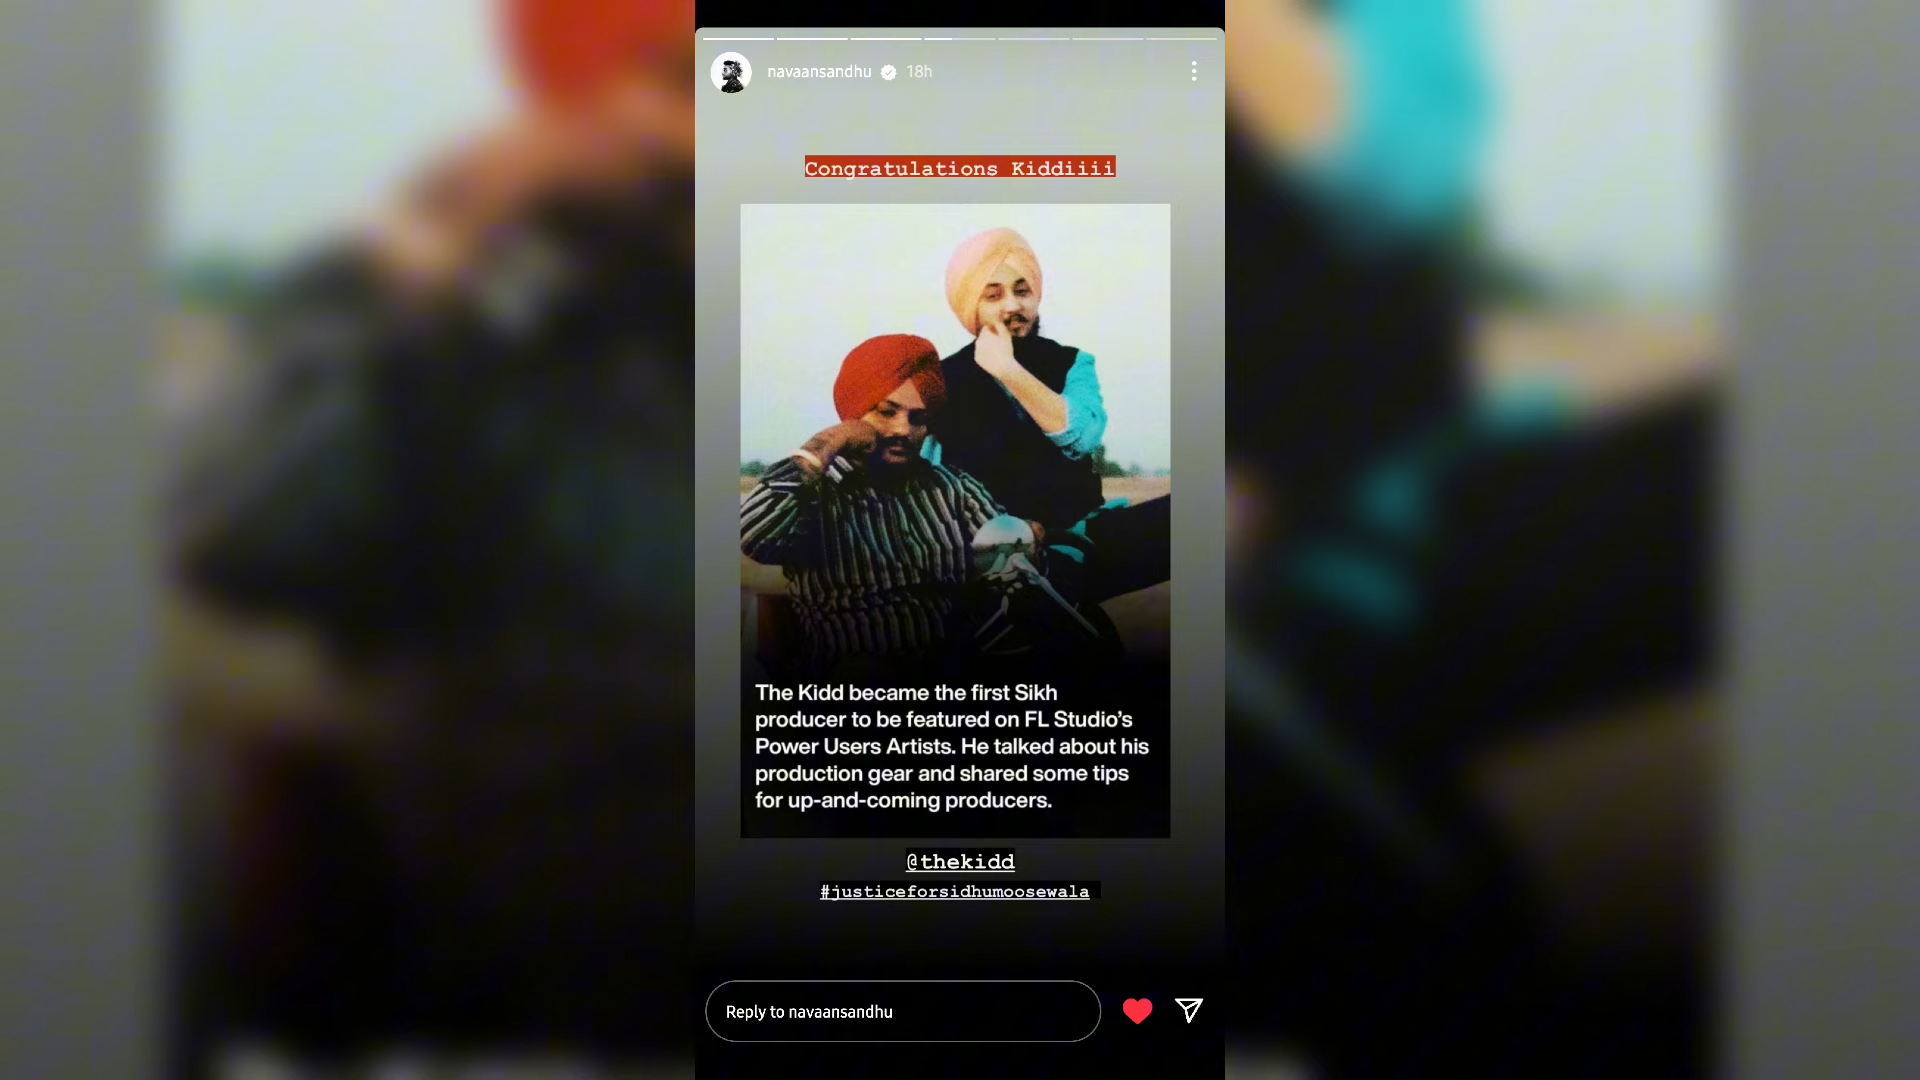 navaansandhu 18h
Congratulations Kiddiiii
The Kidd became the first Sikh
producer to be featured on FL Studio's
Power Users Artists. He talked about his
production gear and shared some tips
for up-and-coming producers.
@thekidd
#justiceforsidhumoosewala
Reply to navaansandhu